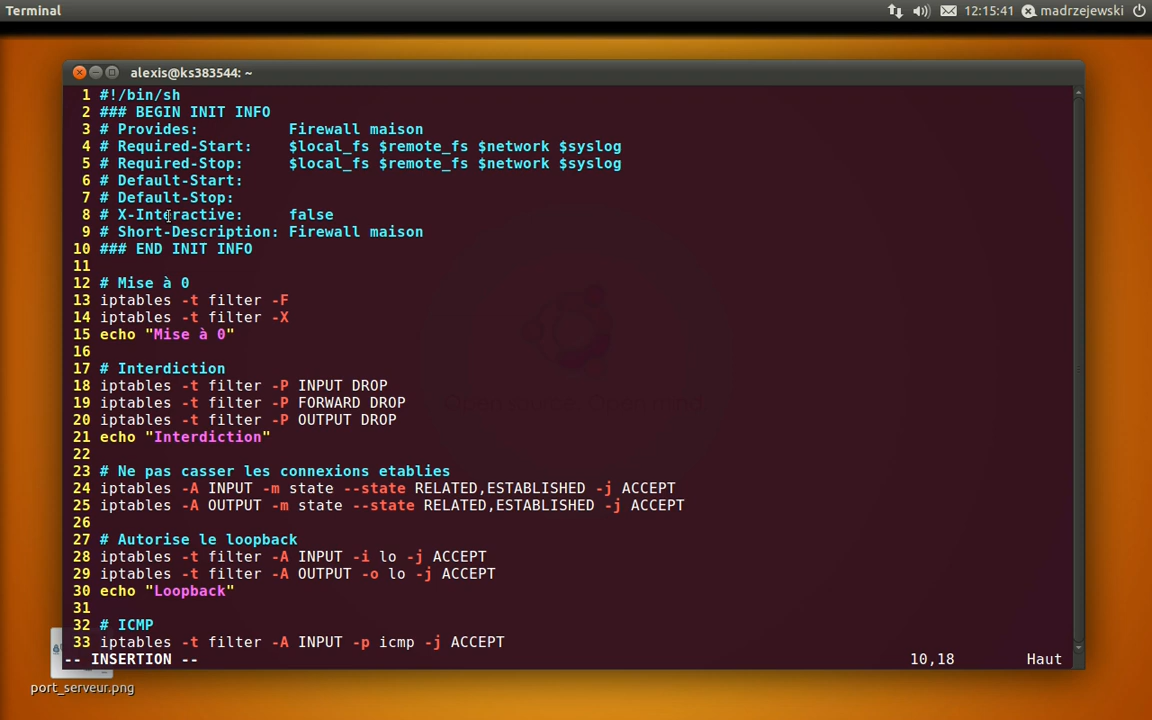 Terminal
12:15:41 madrzejewski
alexis@ks383544: ~
1 #!/bin/sh
2 ### BEGIN INIT INFO
3 # Provides: Firewall maison
4 # Required-Start: $local_fs $remote_fs $network $syslog
5 # Required-Stop: $local_fs $remote_fs $network $syslog
6 # Default-Start:
7 # Default-Stop:
8 # X-Interactive: false
9 # Short-Description: Firewall maison
10 ### END INIT INFO
11
12 # Mise à 0
13 iptables -t filter -F
14 iptables -t filter -X
15 echo "Mise à 0"
16
17 # Interdiction
18 iptables -t filter -P INPUT DROP
19 iptables -t filter -P FORWARD DROP
20 iptables -t filter -P OUTPUT DROP
21 echo "Interdiction"
22
23 # Ne pas casser les connexions etablies
24 iptables -A INPUT -m state --state RELATED,ESTABLISHED -j ACCEPT
25 iptables -A OUTPUT -m state --state RELATED,ESTABLISHED -j ACCEPT
26
27 # Autorise le loopback
28 iptables -t filter -A INPUT -i lo -j ACCEPT
29 iptables -t filter -A OUTPUT -o lo -j ACCEPT
30 echo "Loopback"
31
32 # ICMP
33 iptables -t filter -A INPUT -p icmp -j ACCEPT
-- INSERTION -- 10,18 Haut
port_serveur.png